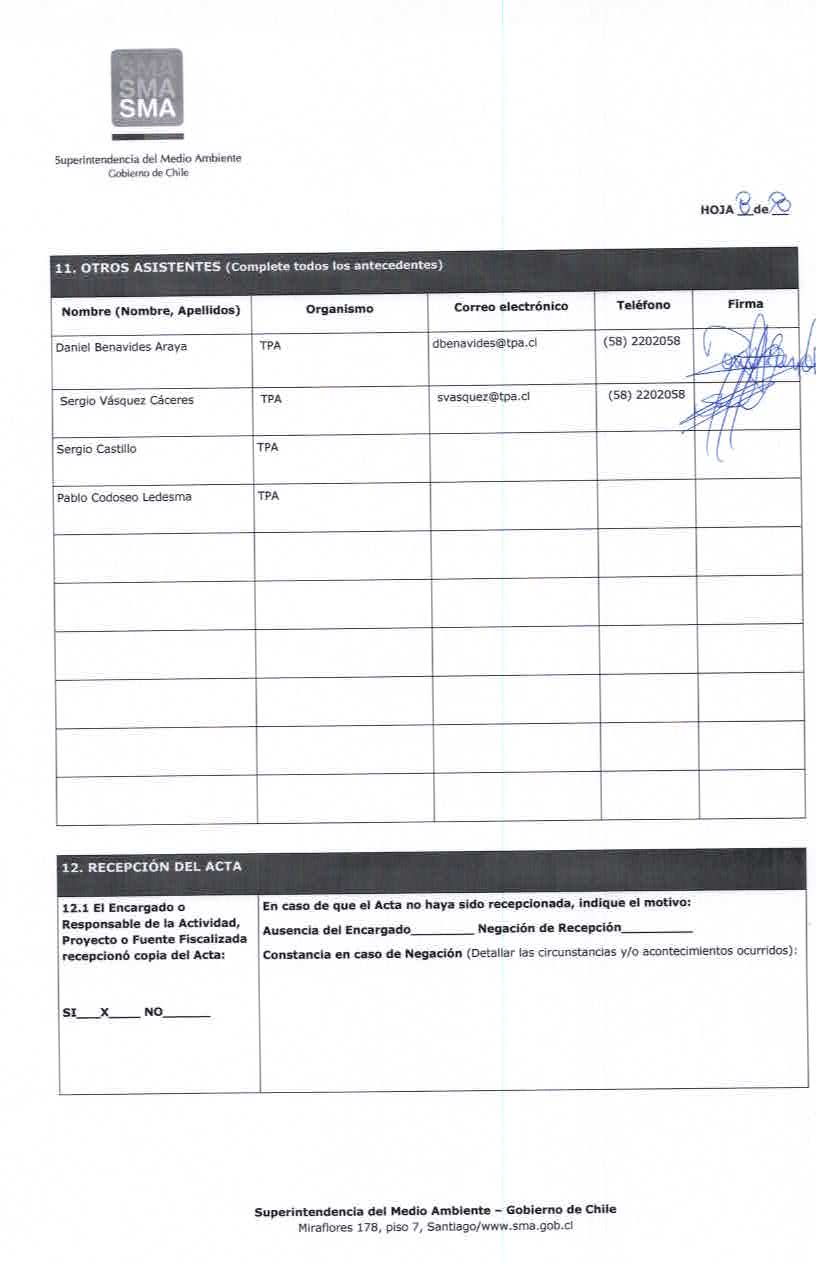 SMA
SMA
SMA
Superintendencia del Medio Ambiente
Gobierno de Chile
HOJA 8 de 8
11. OTROS ASISTENTES (Complete todos los antecedentes)
Nombre (Nombre, Apellidos) Organismo Correo electrónico Teléfono Firma
Daniel Benavides Araya TPA dbenavides@tpa.cl (58) 2202058
Sergio Vásquez Cáceres TPA svasquez@tpa.cl (58) 2202058
Sergio Castillo TPA
Pablo Codoseo Ledesma TPA
12. RECEPCIÓN DEL ACTA
12.1 El Encargado o
Responsable de la Actividad,
Proyecto o Fuente Fiscalizada
recepcionó copia del Acta:
SI___X____ NO______
En caso de que el Acta no haya sido recepcionada, indique el motivo:
Ausencia del Encargado________ Negación de Recepción_________
Constancia en caso de Negación (Detallar las circunstancias y/o acontecimientos ocurridos):
Superintendencia del Medio Ambiente – Gobierno de Chile
Miraflores 178, piso 7, Santiago/www.sma.gob.cl